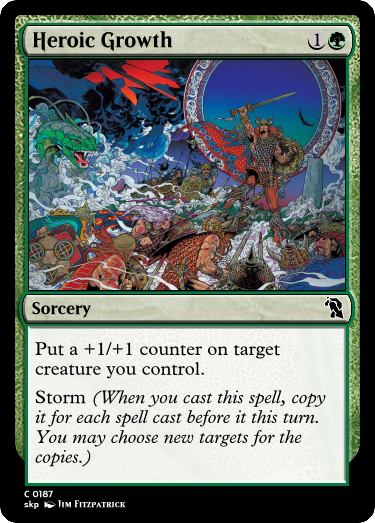 Heroic Growth 1
Sorcery
Put a +1/+1 counter on target
creature you control.
Storm (When you cast this spell, copy
it for each spell cast before it this turn.
You may choose new targets for the
copies.)
C 0187
skp Jim Fitzpatrick